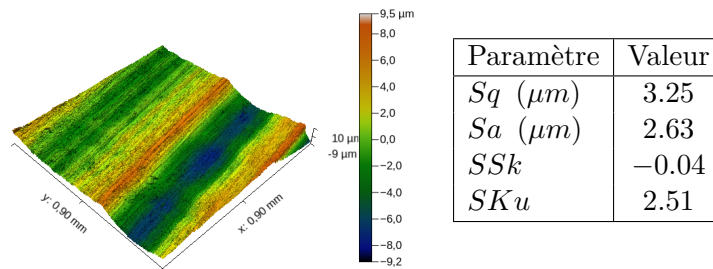 9,5 µm
8,0
6,0
4,0
2,0
0,0
−2,0
−4,0
−6,0
−8,0
−9,2
10 µm
-9 µm
y: 0,90 mm
x: 0,90 mm
Paramètre Valeur
Sq (µm) 3.25
Sa (µm) 2.63
SSk −0.04
SKu 2.51